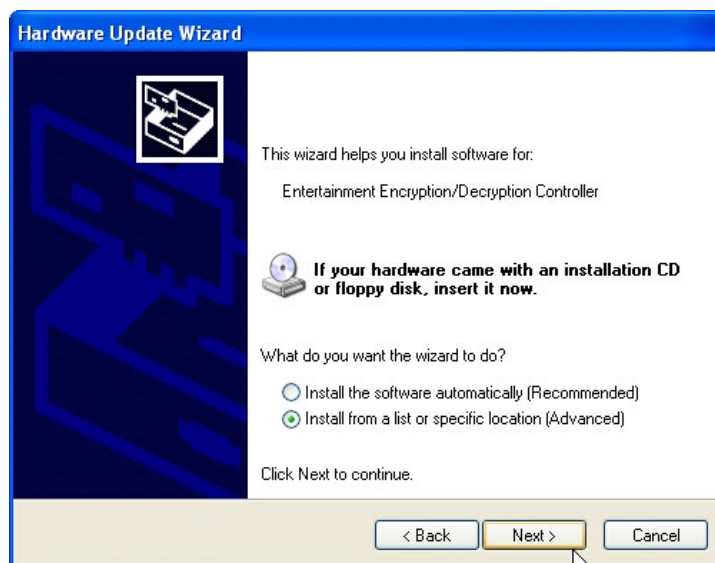 Hardware Update Wizard
This wizard helps you install software for:
Entertainment Encryption/Decryption Controller
If your hardware came with an installation CD
or floppy disk, insert it now.
What do you want the wizard to do?
Install the software automatically (Recommended)
Install from a list or specific location (Advanced)
Click Next to continue.
< Back Next > Cancel